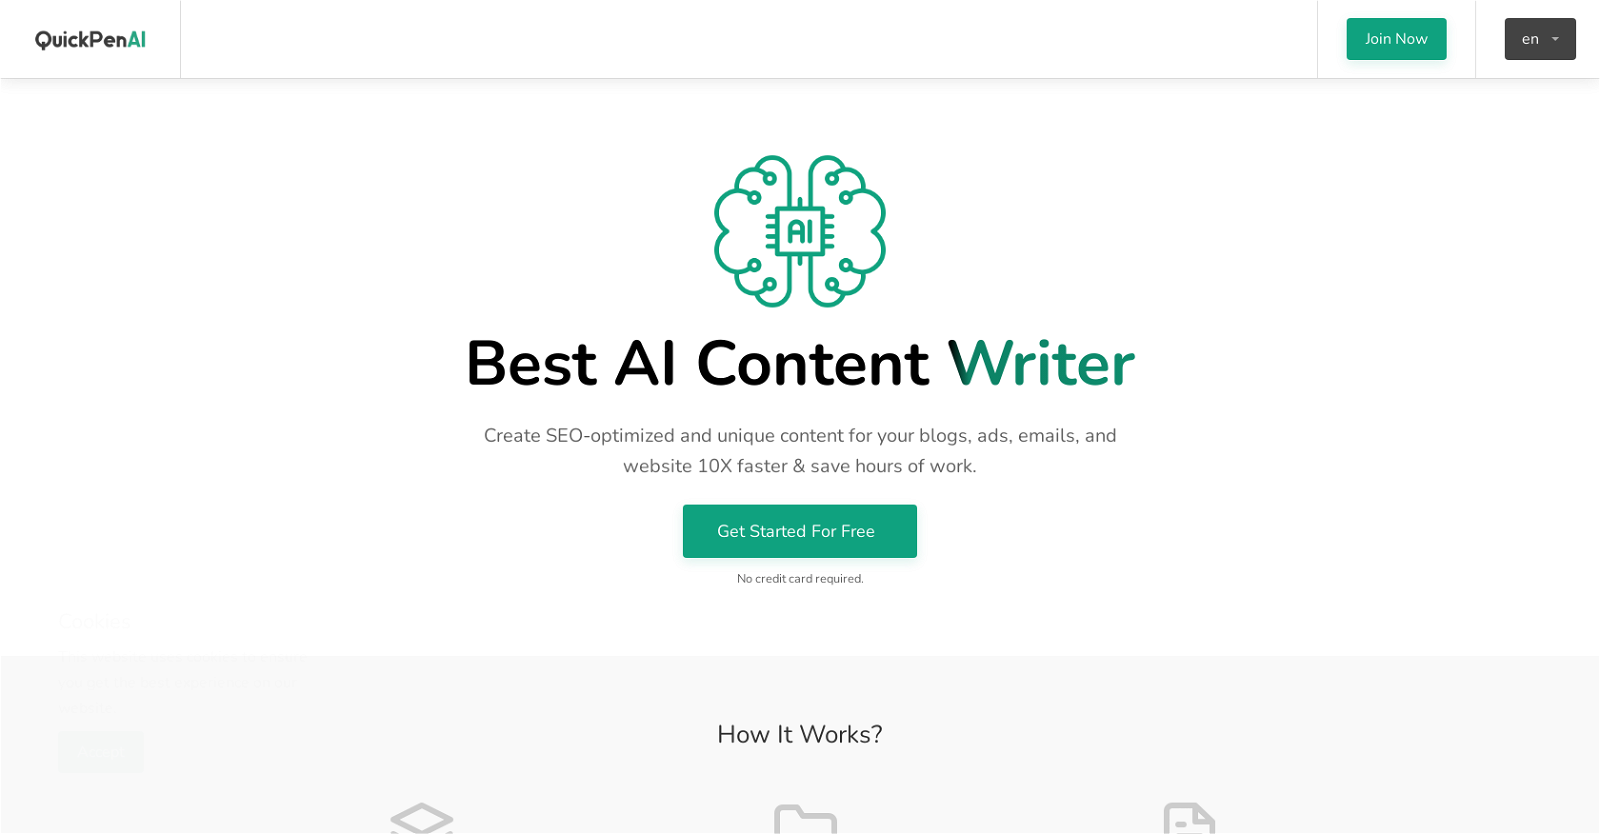 QuickPenAI
Join Now
en
AI
Best AI Content Writer
Create SEO-optimized and unique content for your blogs, ads, emails, and
website 10X faster & save hours of work.
Get Started For Free
No credit card required.
Cookies
How It Works?